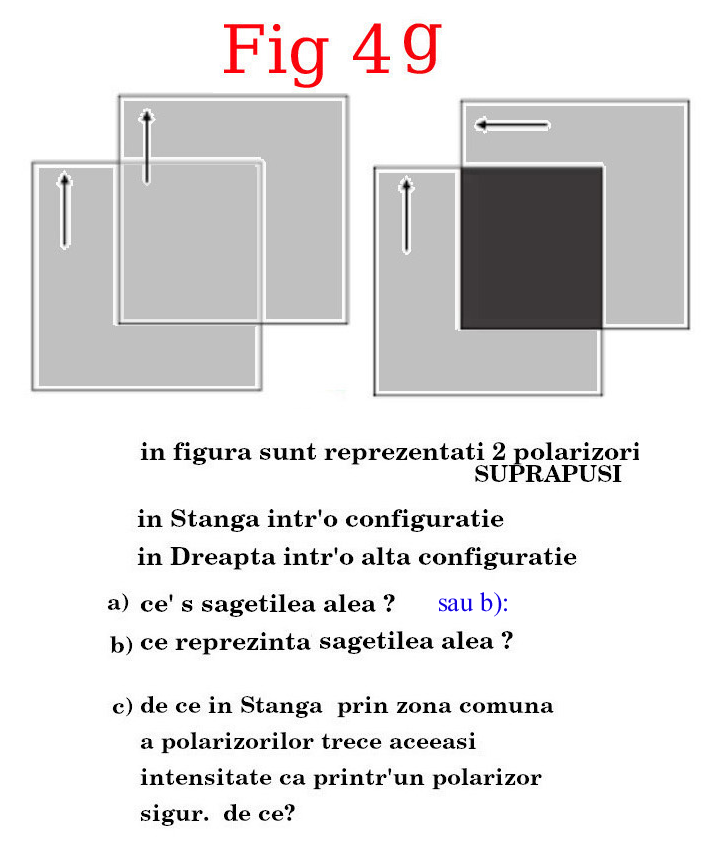 Fig 4g
in figura sunt reprezentati 2 polarizori
SUPRAPUSI
in Stanga intr'o configuratie
in Dreapta intr'o alta configuratie
a) ce' s sagetilea alea ? sau b):
b) ce reprezinta sagetilea alea ?
c) de ce in Stanga prin zona comuna
a polarizorilor trece aceeasi
intensitate ca printr'un polarizor
sigur. de ce?